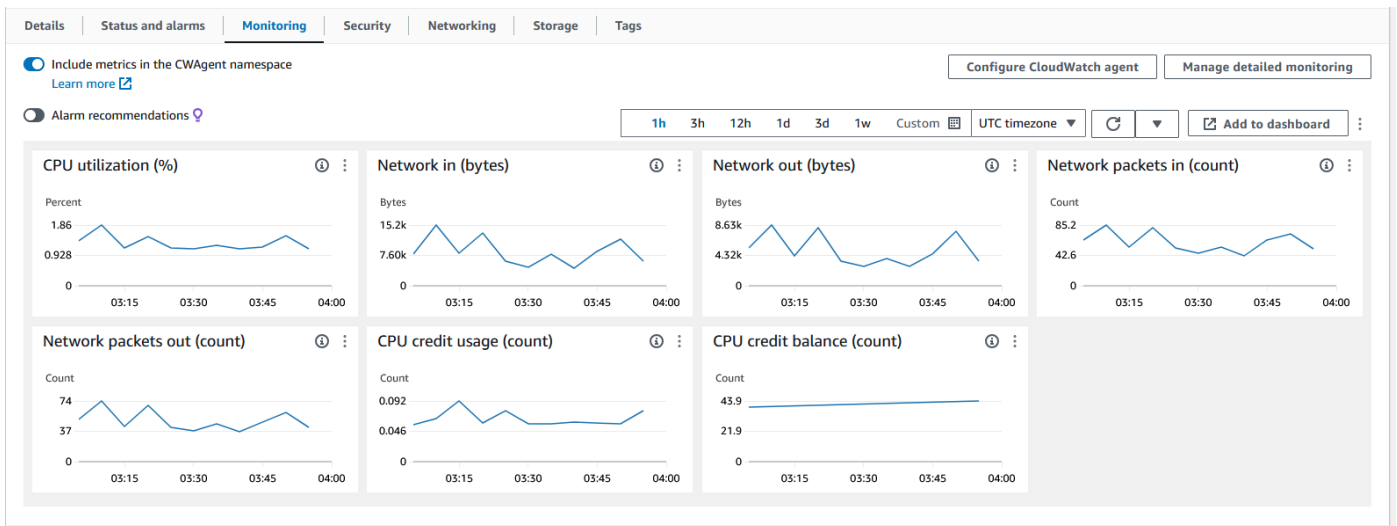 Details Status and alarms Monitoring Security Networking Storage Tags
Include metrics in the CWAgent namespace
Learn more
Configure CloudWatch agent Manage detailed monitoring
Alarm recommendations
1h 3h 12h 1d 3d 1w Custom UTC timezone Add to dashboard
CPU utilization (%)
Percent
1.86
0.928
0
03:15 03:30 03:45 04:00
Network in (bytes)
Bytes
15.2k
7.60k
0
03:15 03:30 03:45 04:00
Network out (bytes)
Bytes
8.63k
4.32k
0
03:15 03:30 03:45 04:00
Network packets in (count)
Count
85.2
42.6
0
03:15 03:30 03:45 04:00
Network packets out (count)
Count
74
37
0
03:15 03:30 03:45 04:00
CPU credit usage (count)
Count
0.092
0.046
0
03:15 03:30 03:45 04:00
CPU credit balance (count)
Count
43.9
21.9
0
03:15 03:30 03:45 04:00